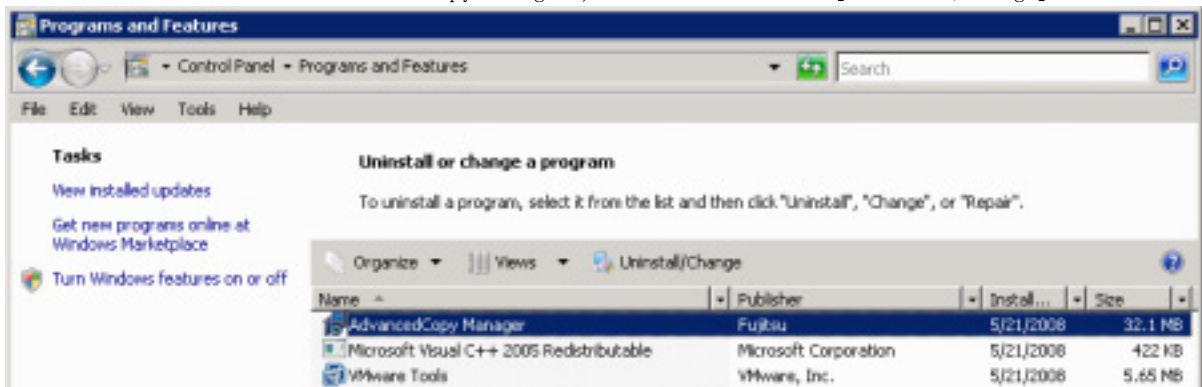 Programs and Features
Control Panel Programs and Features
Search
File Edit View Tools Help
Tasks
View installed updates
Get new programs online at
Windows Marketplace
Turn Windows features on or off
Uninstall or change a program
To uninstall a program, select it from the list and then click "Uninstall", "Change", or "Repair".
Organize Views Uninstall/Change
Name Publisher Install... Size
AdvancedCopy Manager Fujitsu 5/21/2008 32.1 MB
Microsoft Visual C++ 2005 Redistributable Microsoft Corporation 5/21/2008 422 KB
VMware Tools VMware, Inc. 5/21/2008 5.65 MB